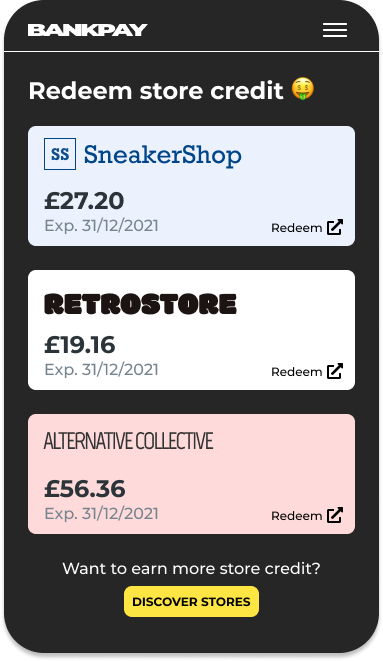 BANKPAY
Redeem store credit 🤑
SS SneakerShop
£27.20
Exp. 31/12/2021
Redeem
RETROSTORE
£19.16
Exp. 31/12/2021
Redeem
ALTERNATIVE COLLECTIVE
£56.36
Exp. 31/12/2021
Redeem
Want to earn more store credit?
DISCOVER STORES